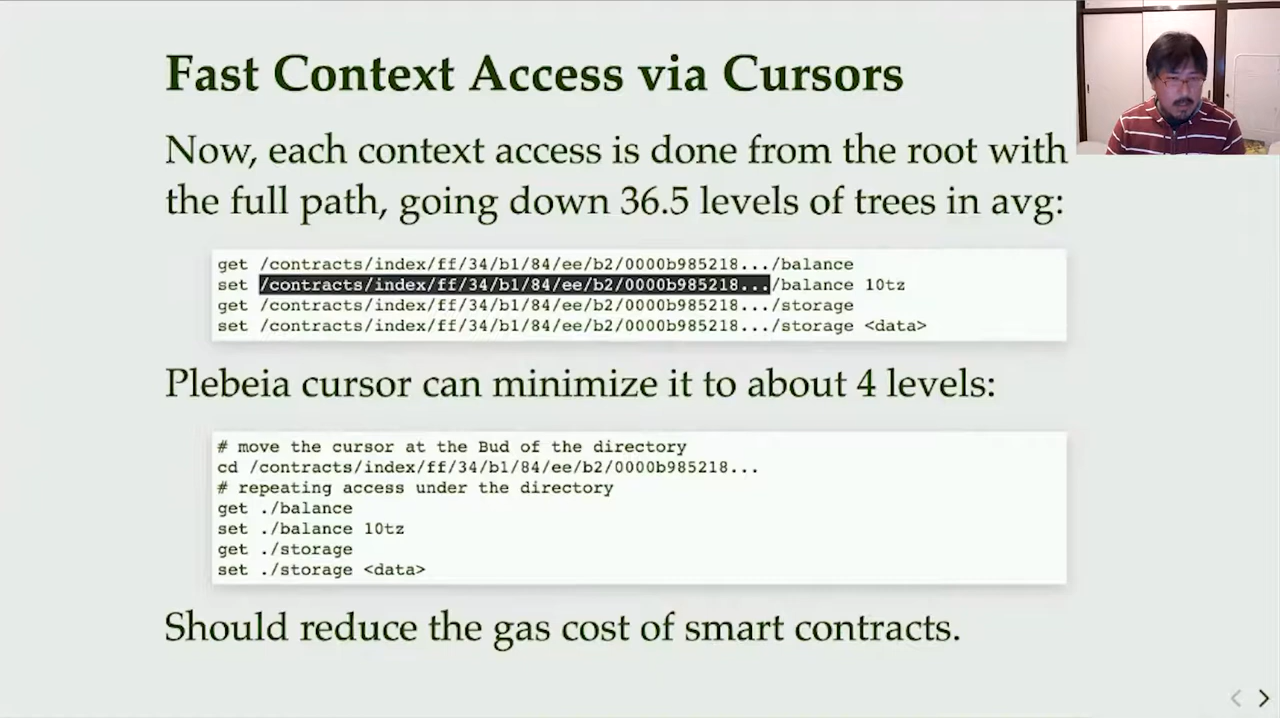 Fast Context Access via Cursors
Now, each context access is done from the root with
the full path, going down 36.5 levels of trees in avg:
get /contracts/index/ff/34/b1/84/ee/b2/0000b985218.../balance
set /contracts/index/ff/34/b1/84/ee/b2/0000b985218.../balance 10tz
get /contracts/index/ff/34/b1/84/ee/b2/0000b985218.../storage
set /contracts/index/ff/34/b1/84/ee/b2/0000b985218.../storage <data>
Plebeia cursor can minimize it to about 4 levels:
# move the cursor at the Bud of the directory
cd /contracts/index/ff/34/b1/84/ee/b2/0000b985218...
# repeating access under the directory
get ./balance
set ./balance 10tz
get ./storage
set ./storage <data>
Should reduce the gas cost of smart contracts.